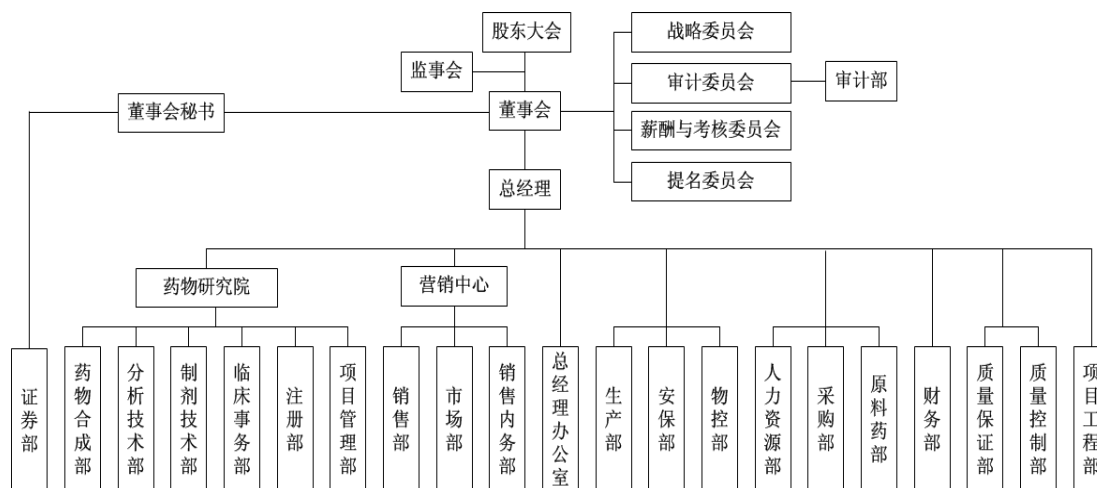 股东大会
战略委员会
监事会
审计委员会
审计部
董事会秘书
董事会
薪酬与考核委员会
提名委员会
总经理
药物研究院
营销中心
证券部
药物合成部
分析技术部
制剂技术部
临床事务部
注册部
项目管理部
销售部
市场部
销售内务部
总经理办公室
生产部
安保部
物控部
人力资源部
采购部
原料药部
财务部
质量保证部
质量控制部
项目工程部